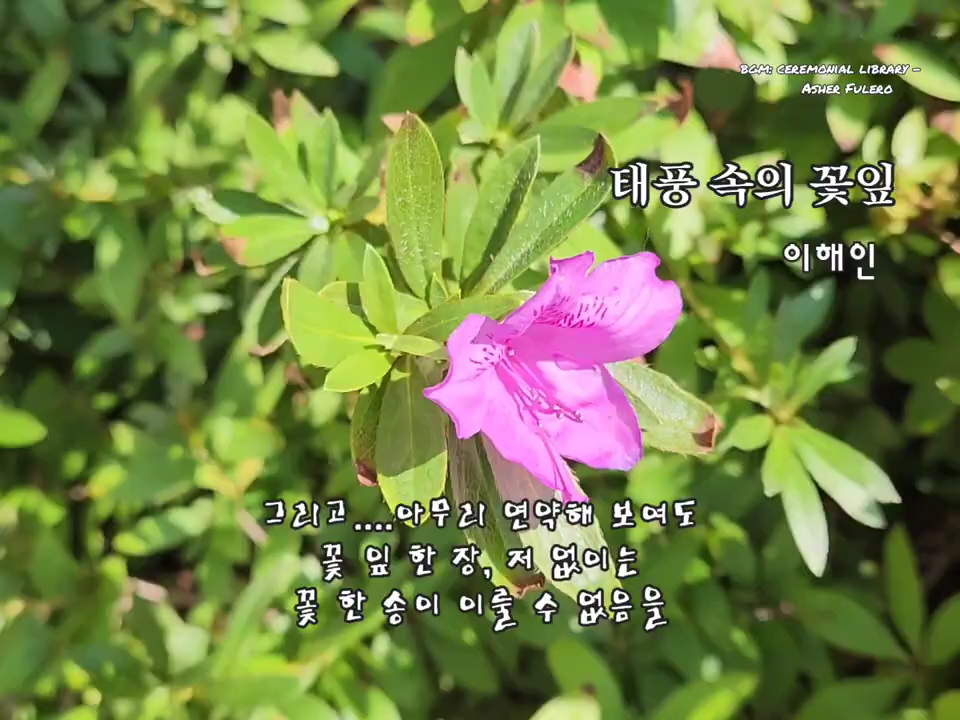 BGM: CEREMONIAL LIBRARY -
ASHER FULERO
태풍 속의 꽃잎
이해인
그리고....아무리 연약해 보여도
꽃 잎 한 장, 저 없이는
꽃 한 송이 이룰 수 없음을